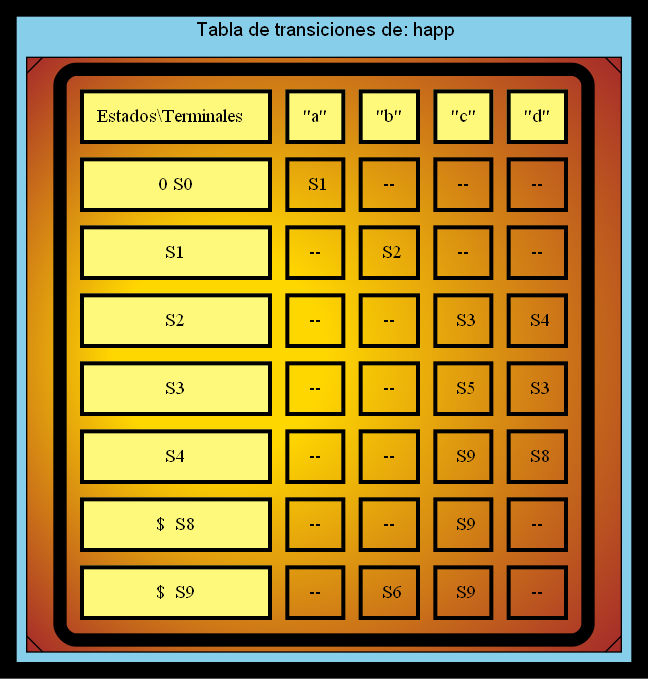 Tabla de transiciones de: happ
Estados\Terminales "a" "b" "c" "d"
0 S0 S1 -- -- --
S1 -- S2 -- --
S2 -- -- S3 S4
S3 -- -- S5 S3
S4 -- -- S9 S8
$ S8 -- -- S9 --
$ S9 -- S6 S9 --